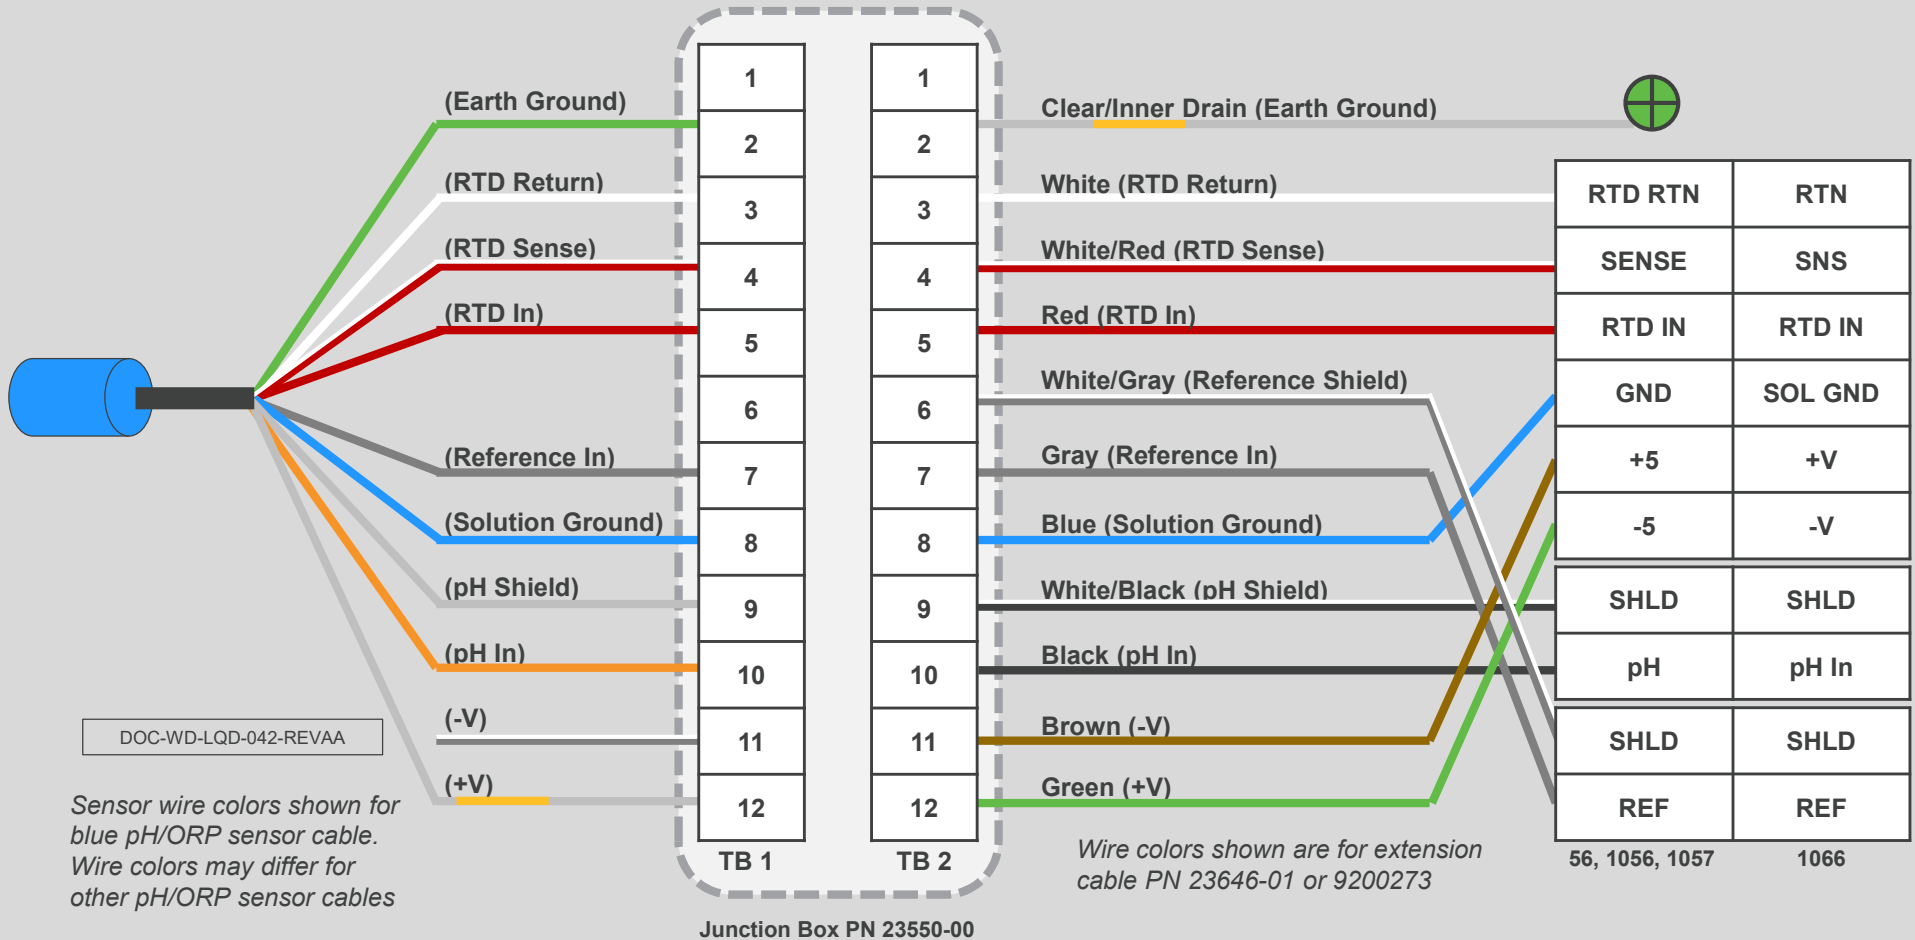 (Earth Ground)
(RTD Return)
(RTD Sense)
(RTD In)
(Reference In)
(Solution Ground)
(pH Shield)
(pH In)
(-V)
(+V)
DOC-WD-LQD-042-REVAA
Sensor wire colors shown for
blue pH/ORP sensor cable.
Wire colors may differ for
other pH/ORP sensor cables
1
2
3
4
5
6
7
8
9
10
11
12
TB 1
1
2
3
4
5
6
7
8
9
10
11
12
TB 2
Junction Box PN 23550-00
Clear/Inner Drain (Earth Ground)
White (RTD Return)
White/Red (RTD Sense)
Red (RTD In)
White/Gray (Reference Shield)
Gray (Reference In)
Blue (Solution Ground)
White/Black (pH Shield)
Black (pH In)
Brown (-V)
Green (+V)
Wire colors shown are for extension
cable PN 23646-01 or 9200273
RTD RTN RTN
SENSE SNS
RTD IN RTD IN
GND SOL GND
+5 +V
-5 -V
SHLD SHLD
pH pH In
SHLD SHLD
REF REF
56, 1056, 1057 1066